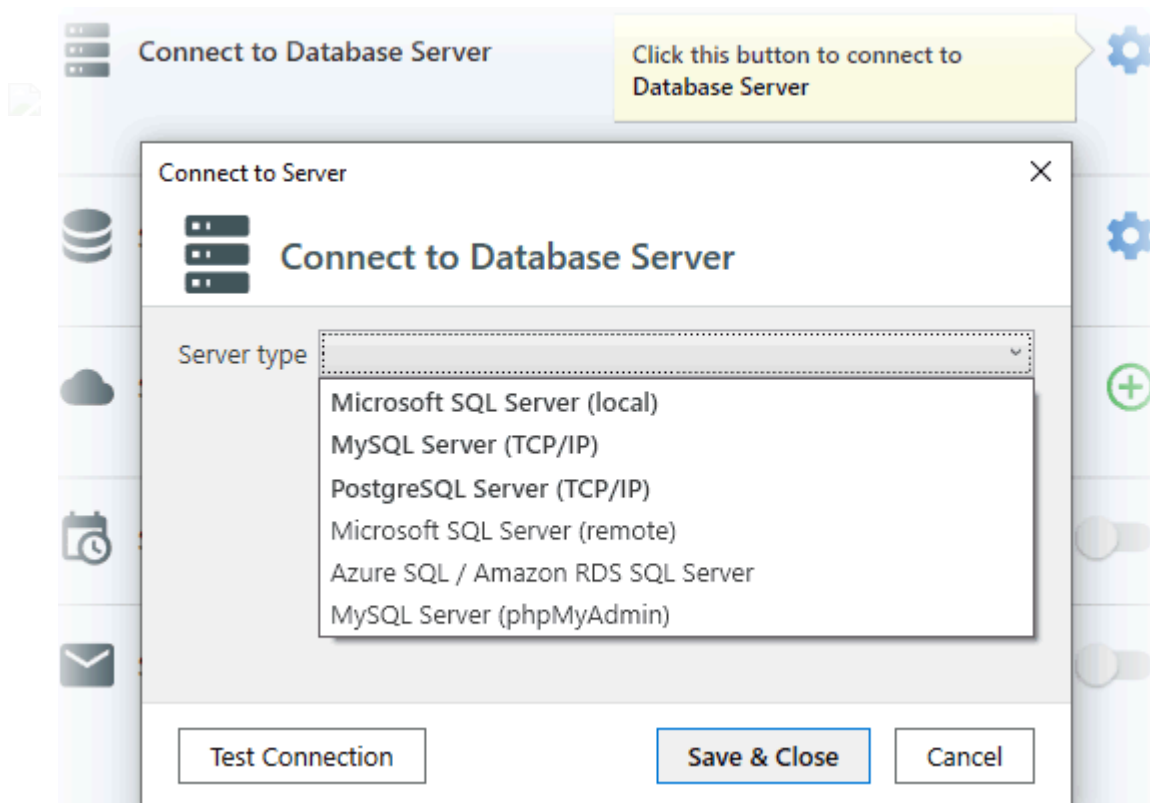 Connect to Database Server
Click this button to connect to
Database Server
Connect to Server
Connect to Database Server
Server type
Microsoft SQL Server (local)
MySQL Server (TCP/IP)
PostgreSQL Server (TCP/IP)
Microsoft SQL Server (remote)
Azure SQL / Amazon RDS SQL Server
MySQL Server (phpMyAdmin)
Test Connection
Save & Close
Cancel